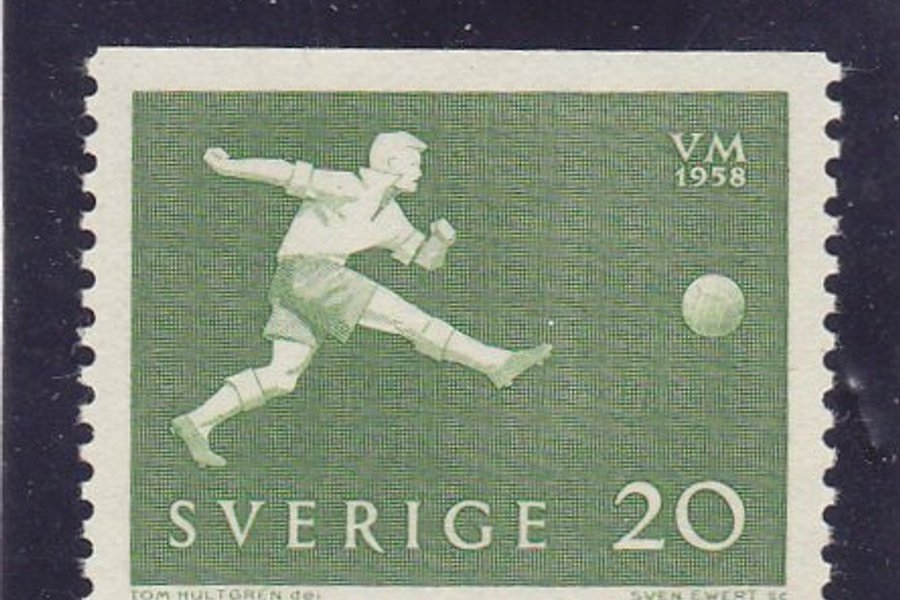 VM
1958
SVERIGE 20
TOM HULTGREN del SVEN EWERT sc